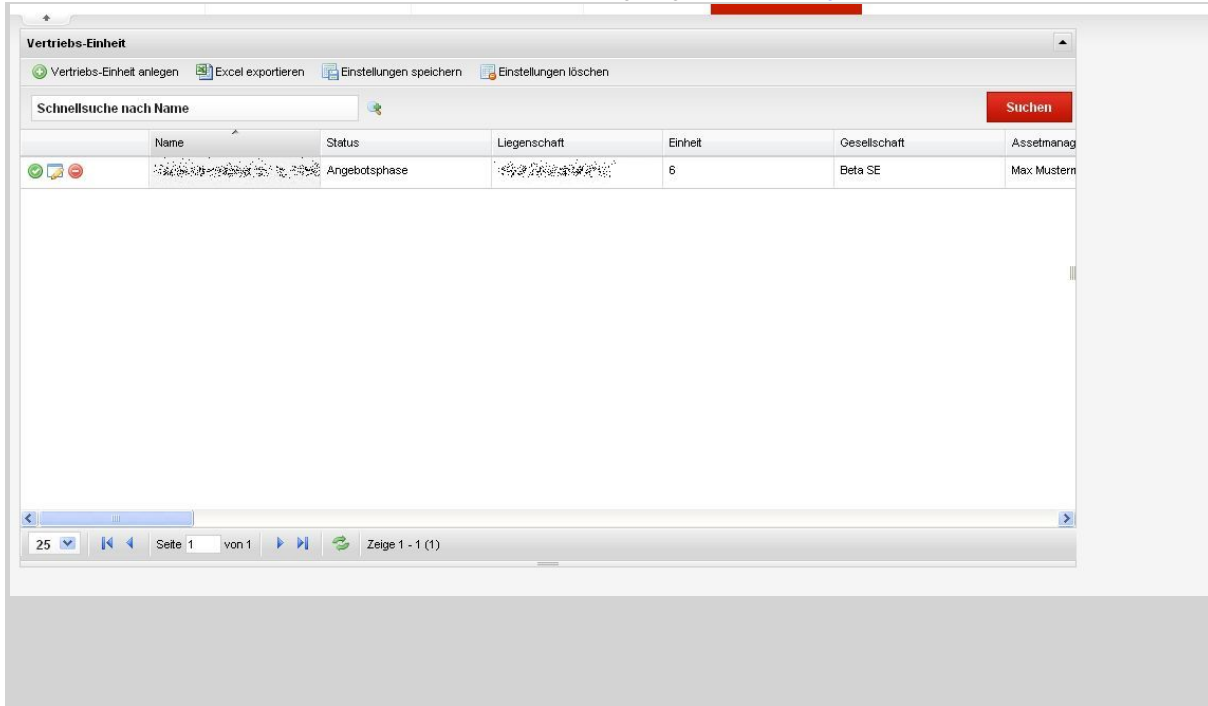 Vertriebs-Einheit
Vertriebs-Einheit anlegen Excel exportieren Einstellungen speichern Einstellungen löschen
Schnellsuche nach Name Suchen
Name Status Liegenschaft Einheit Gesellschaft Assetmanag
Angebotsphase 6 Beta SE Max Mustern
25 Seite 1 von 1 Zeige 1 - 1 (1)